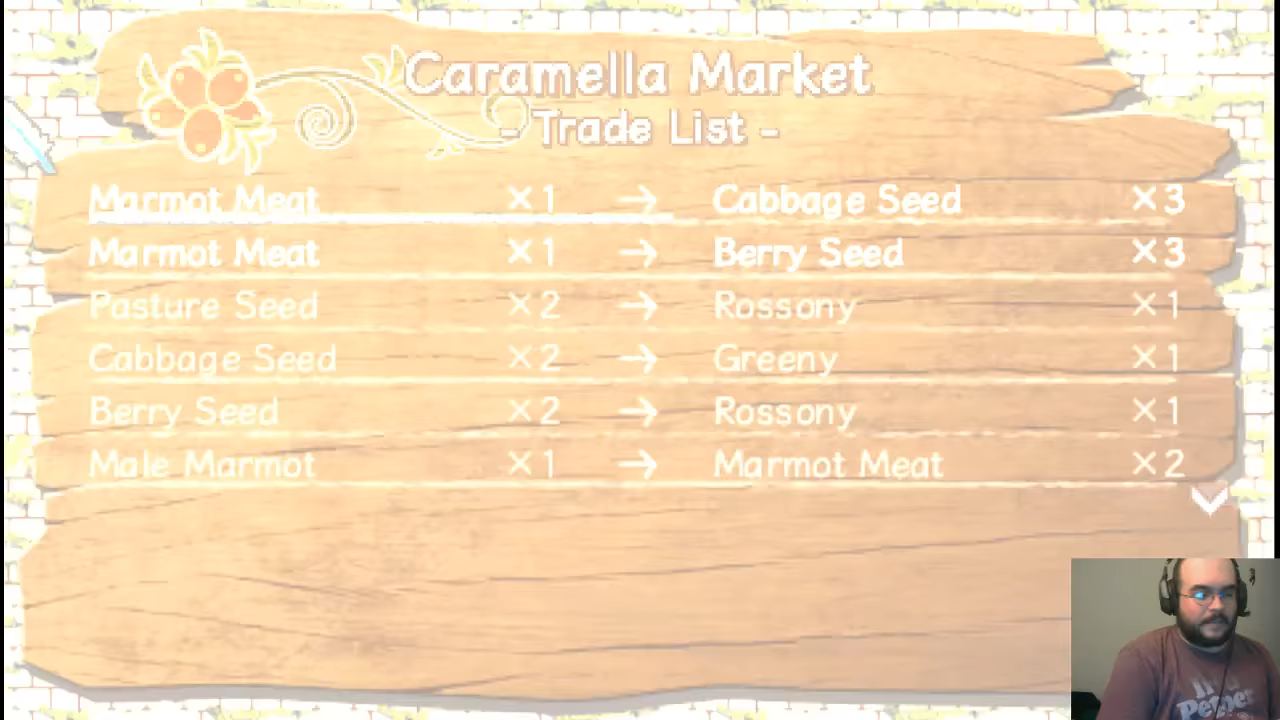 Caramella Market
- Trade List -
Marmot Meat ×1 → Cabbage Seed ×3
Marmot Meat ×1 → Berry Seed ×3
Pasture Seed ×2 → Rossony ×1
Cabbage Seed ×2 → Greeny ×1
Berry Seed ×2 → Rossony ×1
Male Marmot ×1 → Marmot Meat ×2